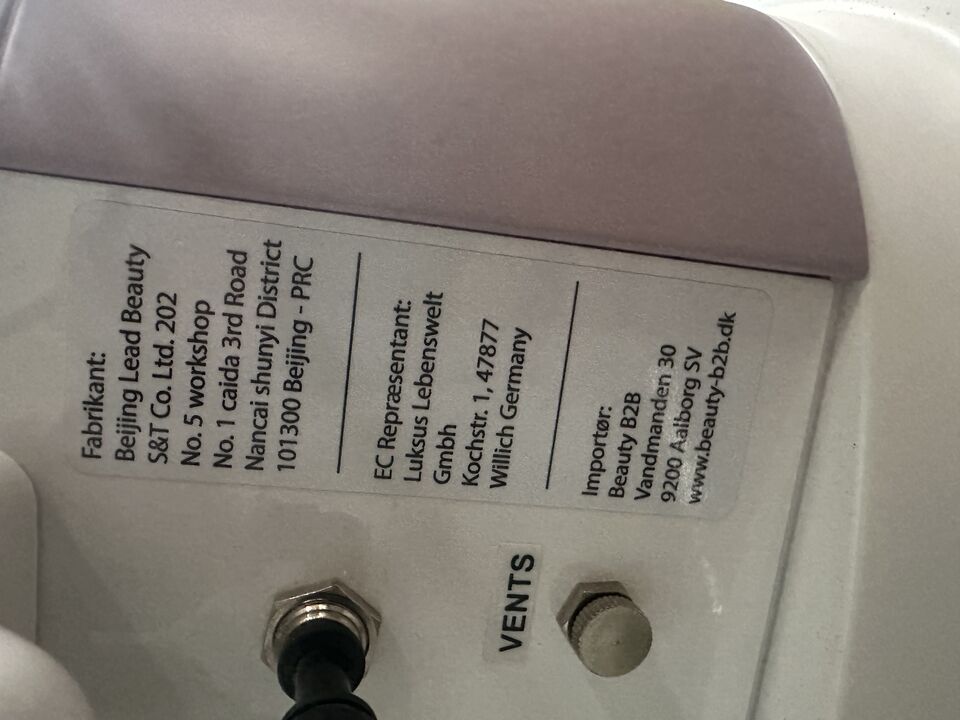 Fabrikant:
Beijing Lead Beauty
S&T Co. Ltd. 202
No. 5 workshop
No. 1 caida 3rd Road
Nancai shunyi District
101300 Beijing - PRC
EC Repræsentant:
Luksus Lebenswelt
Gmbh
Kochstr. 1, 47877
Willich Germany
Importør:
Beauty B2B
Vandmanden 30
9200 Aalborg SV
www.beauty-b2b.dk
VENTS